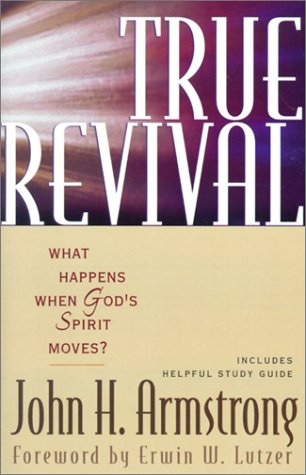 TRUE
REVIVAL
WHAT
HAPPENS
WHEN God's
SPIRIT
MOVES?
INCLUDES
HELPFUL STUDY GUIDE
John H. Armstrong
Foreword by Erwin W. Lutzer